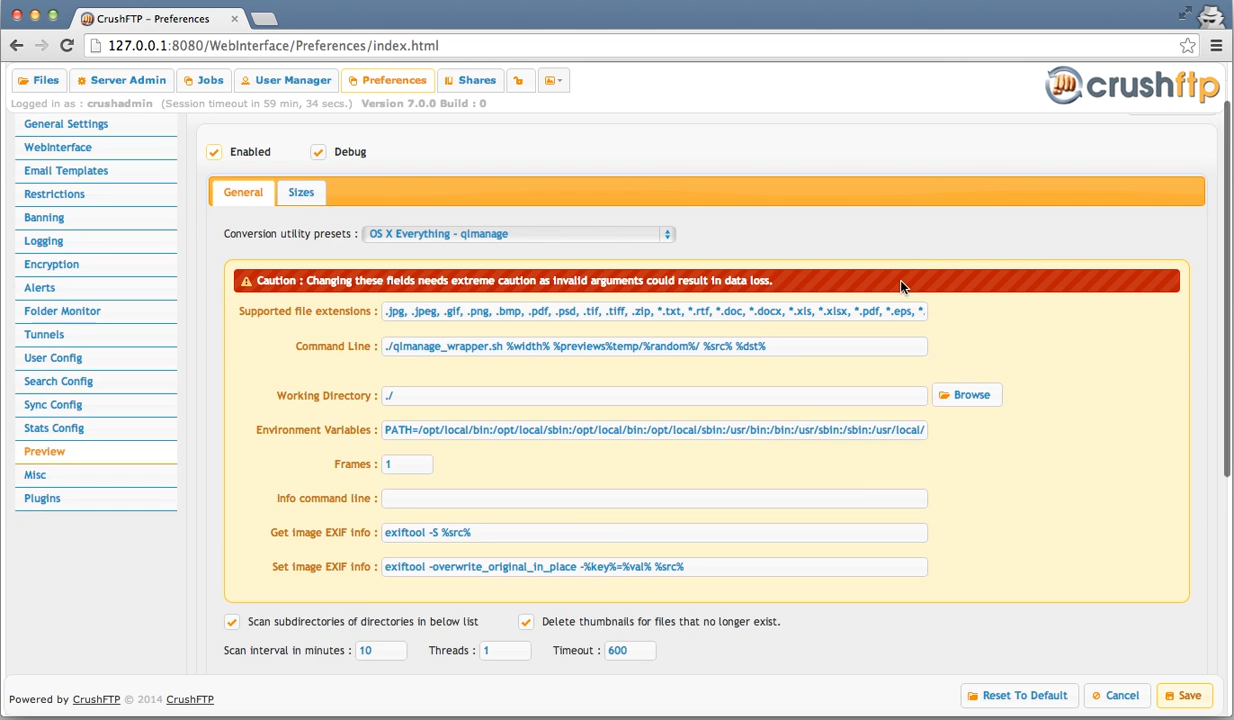 CrushFTP – Preferences
127.0.0.1:8080/WebInterface/Preferences/index.html
Files Server Admin Jobs User Manager Preferences Shares
crushftp
Logged in as : crushadmin (Session timeout in 59 min, 34 secs.) Version 7.0.0 Build : 0
General Settings
WebInterface
Email Templates
Restrictions
Banning
Logging
Encryption
Alerts
Folder Monitor
Tunnels
User Config
Search Config
Sync Config
Stats Config
Preview
Misc
Plugins
Enabled Debug
General Sizes
Conversion utility presets : OS X Everything - qlmanage
Caution : Changing these fields needs extreme caution as invalid arguments could result in data loss.
Supported file extensions : .jpg, .jpeg, .gif, .png, .bmp, .pdf, .psd, .tif, .tiff, .zip, *.txt, *.rtf, *.doc, *.docx, *.xls, *.xlsx, *.pdf, *.eps, *.
Command Line : ./qlmanage_wrapper.sh %width% %previews%temp/%random%/ %src% %dst%
Working Directory : ./ Browse
Environment Variables : PATH=/opt/local/bin:/opt/local/sbin:/opt/local/bin:/opt/local/sbin:/usr/bin:/bin:/usr/sbin:/sbin:/usr/local/
Frames : 1
Info command line :
Get image EXIF info : exiftool -S %src%
Set image EXIF info : exiftool -overwrite_original_in_place -%key%=%val% %src%
Scan subdirectories of directories in below list Delete thumbnails for files that no longer exist.
Scan interval in minutes : 10 Threads : 1 Timeout : 600
Powered by CrushFTP © 2014 CrushFTP
Reset To Default Cancel Save